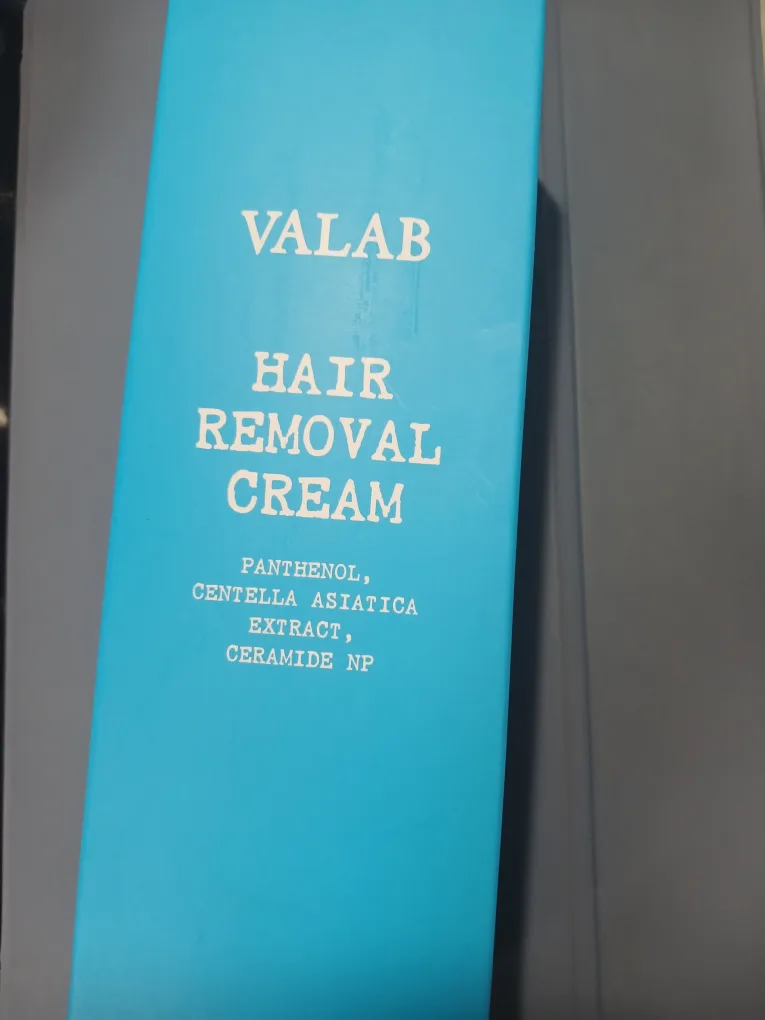 VALAB
HAIR
REMOVAL
CREAM
PANTHENOL,
CENTELLA ASIATICA
EXTRACT,
CERAMIDE NP